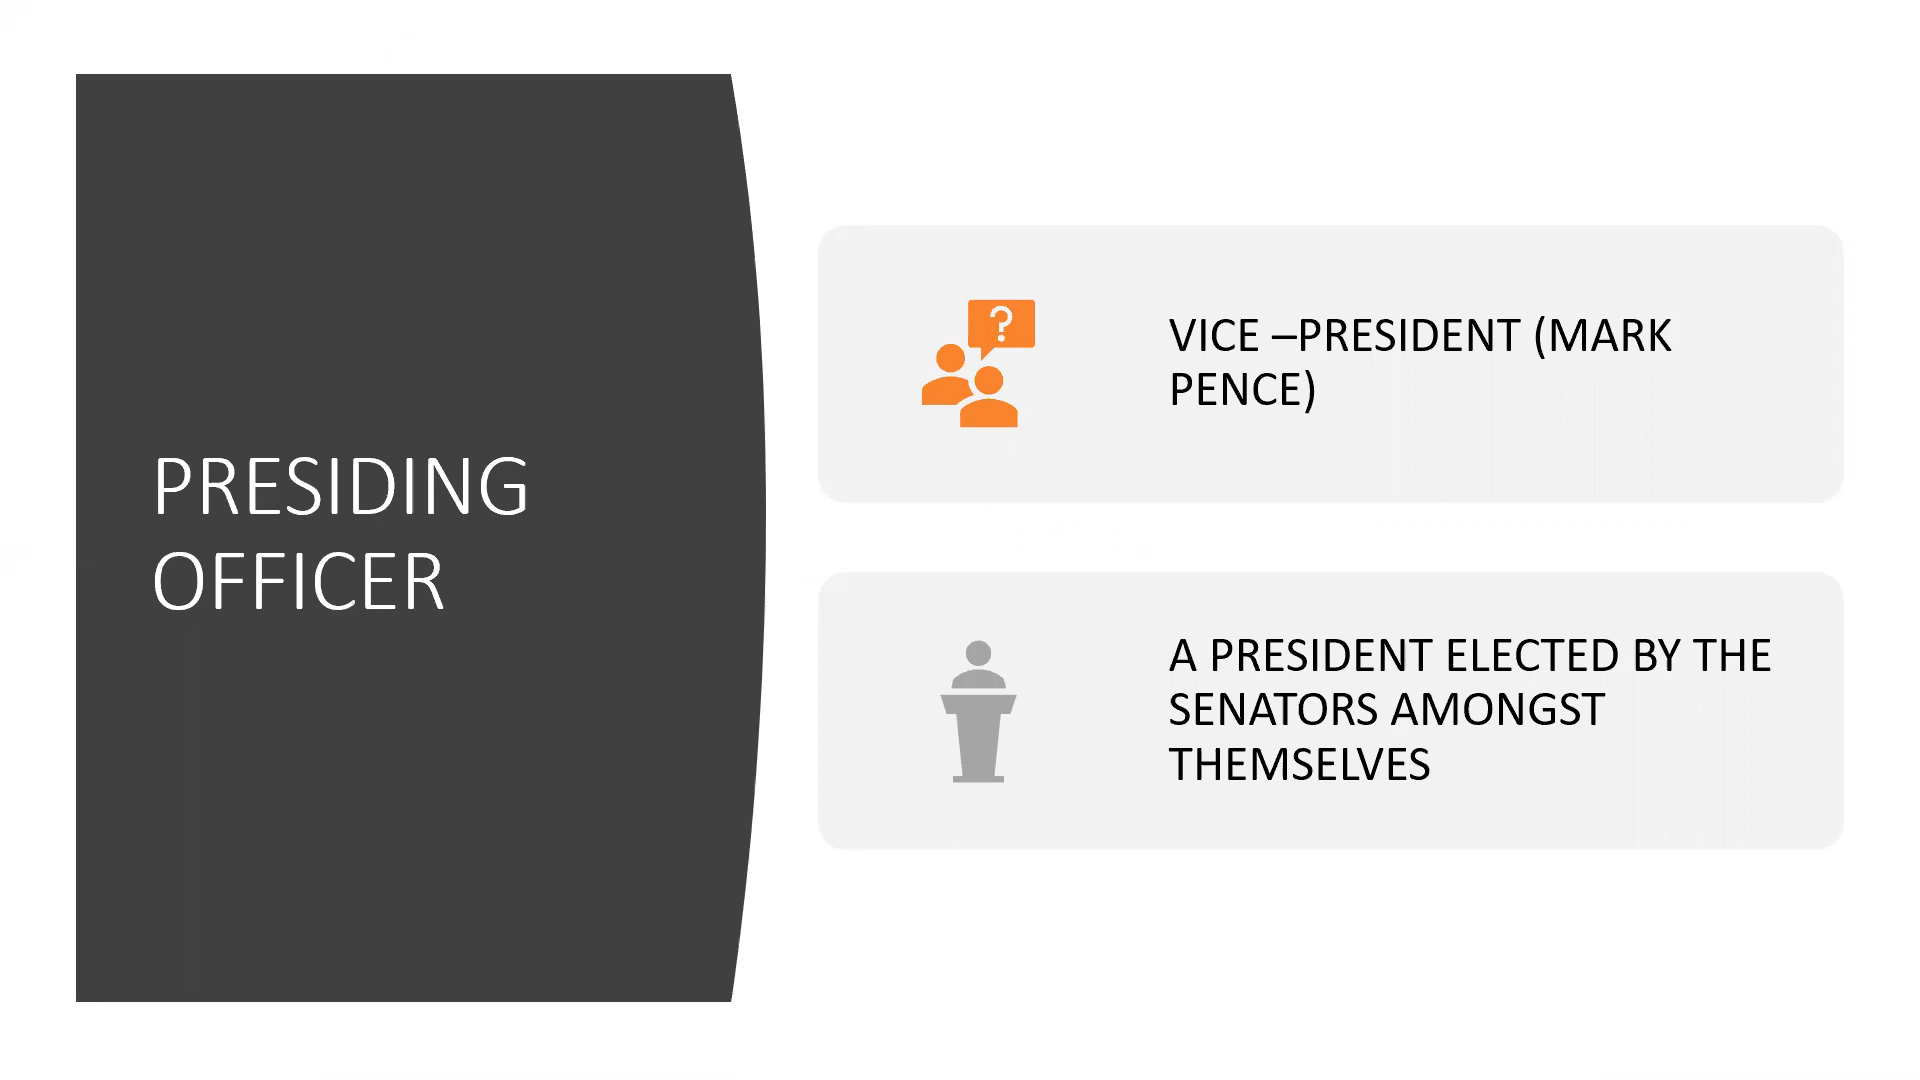 PRESIDING
OFFICER
?
VICE –PRESIDENT (MARK
PENCE)
A PRESIDENT ELECTED BY THE
SENATORS AMONGST
THEMSELVES